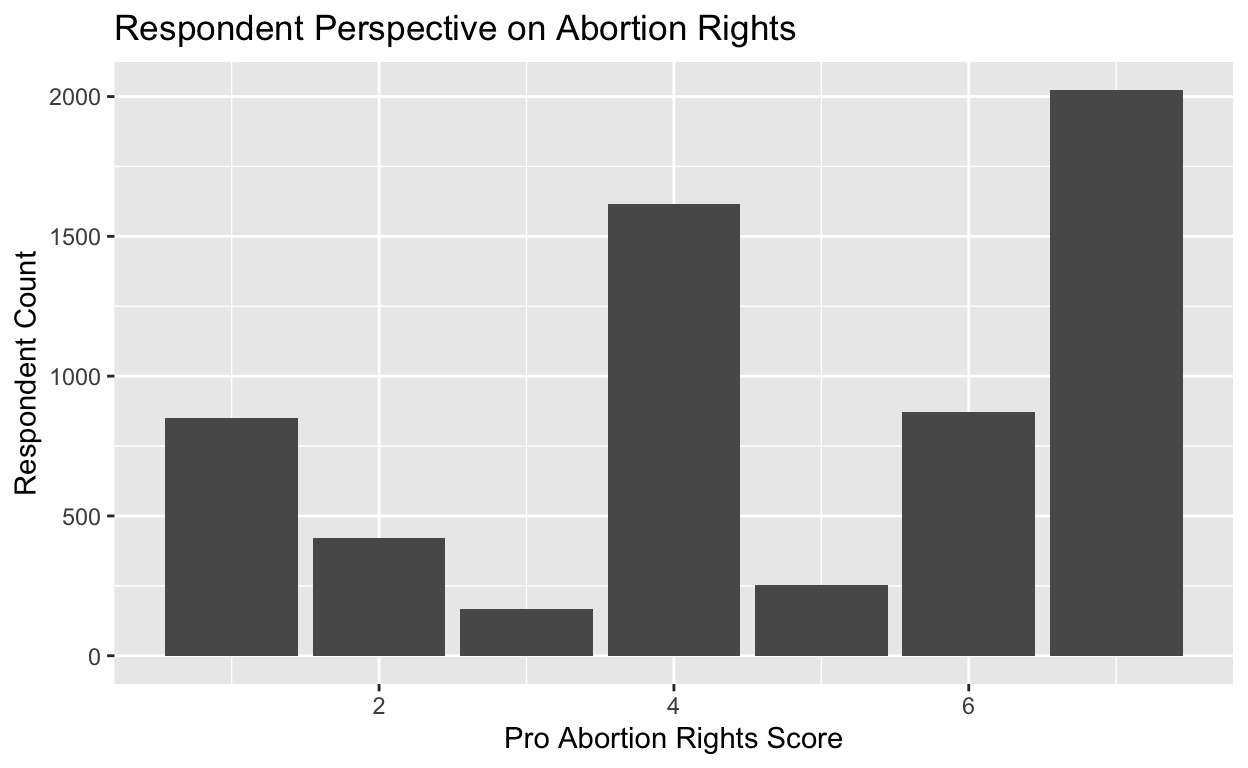 Respondent Perspective on Abortion Rights
2000
1500
1000
500
0
Respondent Count
2 4 6
Pro Abortion Rights Score